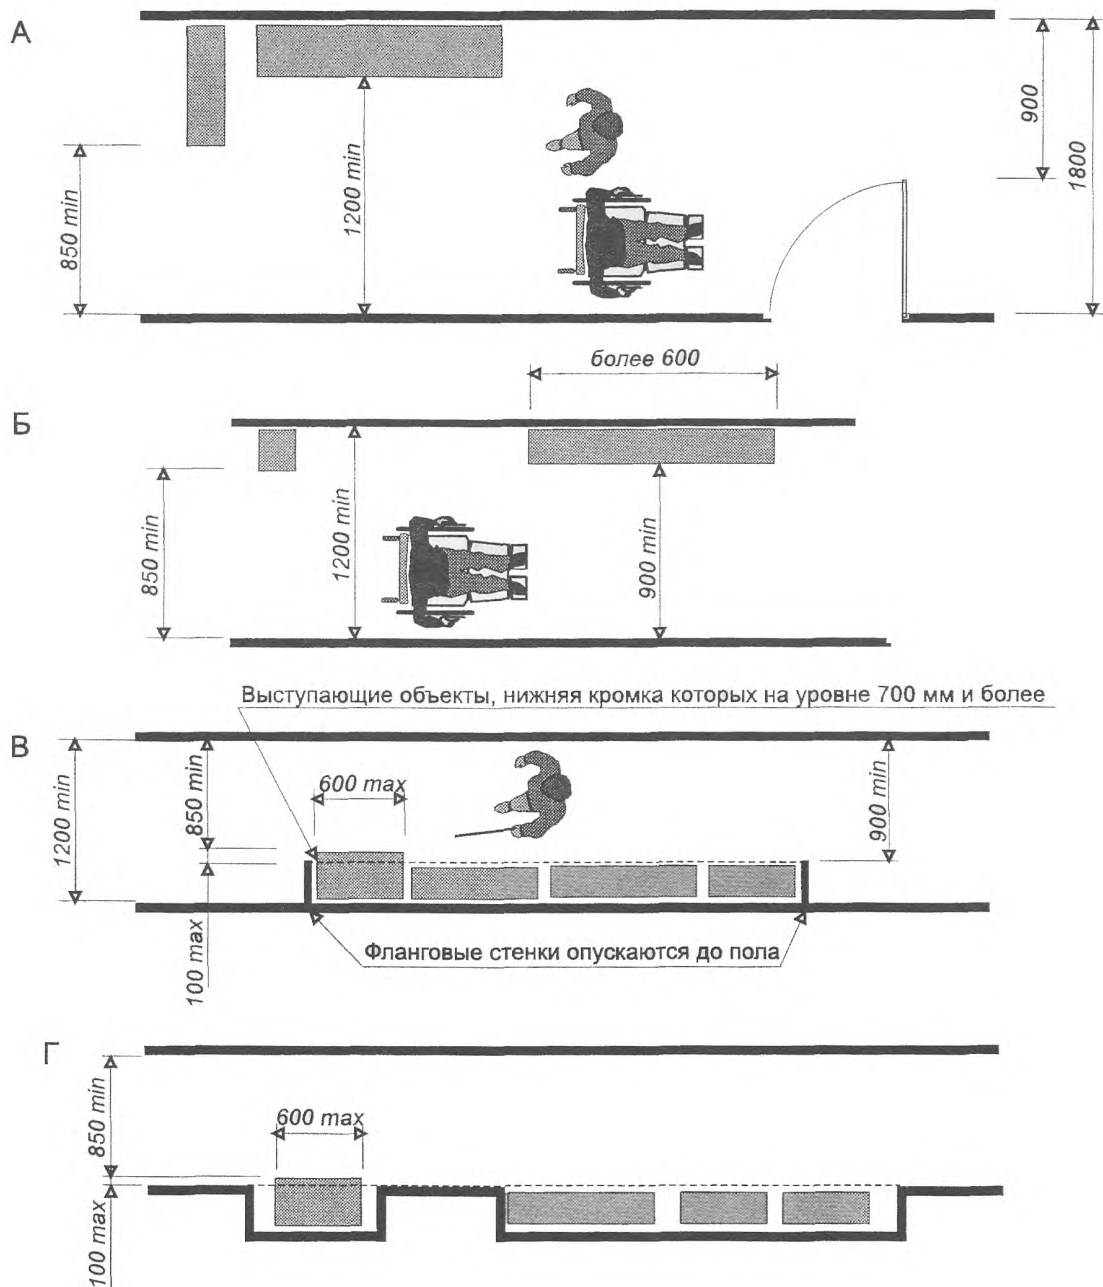 А
850 min
1200 min
900
1800
более 600
Б
850 min
1200 min
900 min
Выступающие объекты, нижняя кромка которых на уровне 700 мм и более
В
1200 min
850 min
600 max
900 min
100 max
Фланговые стенки опускаются до пола
Г
850 min
600 max
100 max